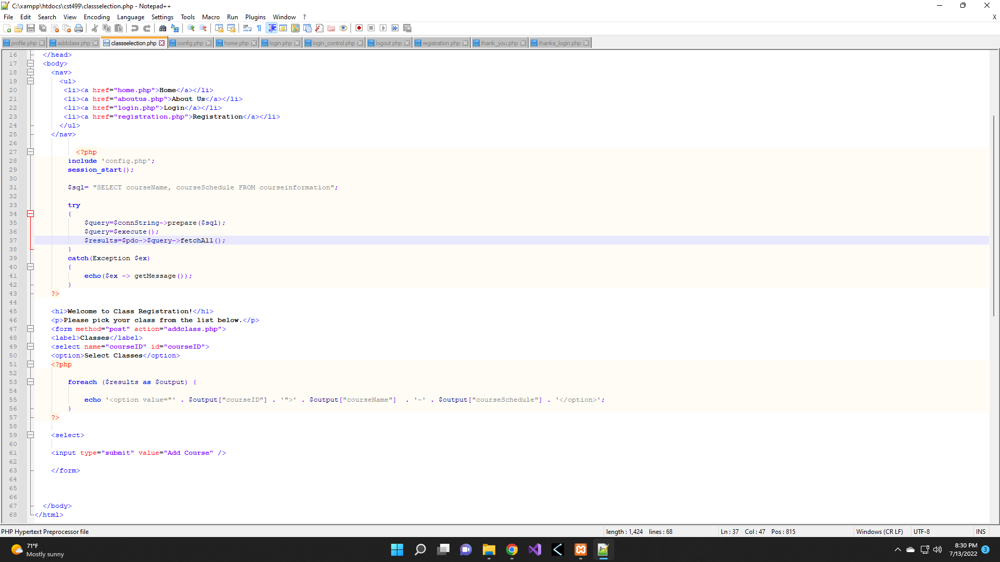 C:\xampp\htdocs\cst499\classselection.php - Notepad++
File Edit Search View Encoding Language Settings Tools Macro Run Plugins Window ? X
profile.php addclass.php classselection.php config.php home.php login.php login_control.php logout.php registration.php thank_you.php thanks_login.php
16 </head>
17 <body>
18 <nav>
19 <ul>
20 <li><a href="home.php">Home</a></li>
21 <li><a href="aboutus.php">About Us</a></li>
22 <li><a href="login.php">Login</a></li>
23 <li><a href="registration.php">Registration</a></li>
24 </ul>
25 </nav>
26
27 <?php
28 include 'config.php';
29 session_start();
30
31 $sql= "SELECT courseName, courseSchedule FROM courseinformation";
32
33 try
34 {
35 $query=$connString->prepare($sql);
36 $query=$execute();
37 $results=$pdo->$query->fetchAll();
38 }
39 catch(Exception $ex)
40 {
41 echo($ex -> getMessage());
42 }
43 ?>
44
45 <h1>Welcome to Class Registration!</h1>
46 <p>Please pick your class from the list below.</p>
47 <form method="post" action="addclass.php">
48 <label>Classes</label>
49 <select name="courseID" id="courseID">
50 <option>Select Classes</option>
51 <?php
52
53 foreach ($results as $output) {
54
55 echo '<option value="' . $output["courseID"] . '">' . $output["courseName"]  . '-' . $output["courseSchedule"] . '</option>';
56 }
57 ?>
58
59 <select>
60
61 <input type="submit" value="Add Course" />
62
63 </form>
64
65
66
67 </body>
68 </html>
PHP Hypertext Preprocessor file length : 1,424 lines : 68 Ln : 37 Col : 47 Pos : 815 Windows (CR LF) UTF-8 INS
71°F
Mostly sunny
8:30 PM
7/13/2022
3